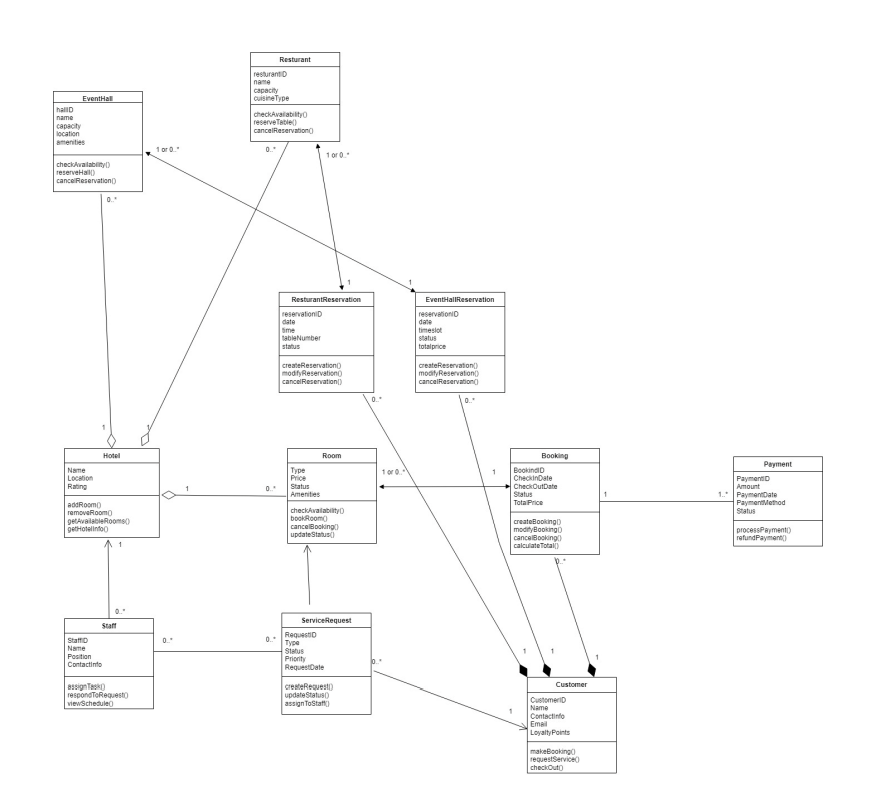 Resturant
resturantID
name
capacity
cuisineType
checkAvailability()
reserveTable()
cancelReservation()
EventHall
hallID
name
capacity
location
amenities
checkAvailability()
reserveHall()
cancelReservation()
1 or 0..*
0..*
1 or 0..*
0..*
1
1
ResturantReservation
reservationID
date
time
tableNumber
status
createReservation()
modifyReservation()
cancelReservation()
EventHallReservation
reservationID
date
timeslot
status
totalprice
createReservation()
modifyReservation()
cancelReservation()
0..*
0..*
1
1
Hotel
Name
Location
Rating
addRoom()
removeRoom()
getAvailableRooms()
getHotelInfo()
1
0..*
Room
Type
Price
Status
Amenities
checkAvailability()
bookRoom()
cancelBooking()
updateStatus()
1 or 0..*
1
Booking
BookindID
CheckInDate
CheckOutDate
Status
TotalPrice
createBooking()
modifyBooking()
cancelBooking()
calculateTotal()
1
1..*
Payment
PaymentID
Amount
PaymentDate
PaymentMethod
Status
processPayment()
refundPayment()
1
0..*
0..*
Staff
StaffID
Name
Position
ContactInfo
assignTask()
respondToRequest()
viewSchedule()
0..*
0..*
ServiceRequest
RequestID
Type
Status
Priority
RequestDate
createRequest()
updateStatus()
assignToStaff()
0..*
1
1
1
1
Customer
CustomerID
Name
ContactInfo
Email
LoyaltyPoints
makeBooking()
requestService()
checkOut()